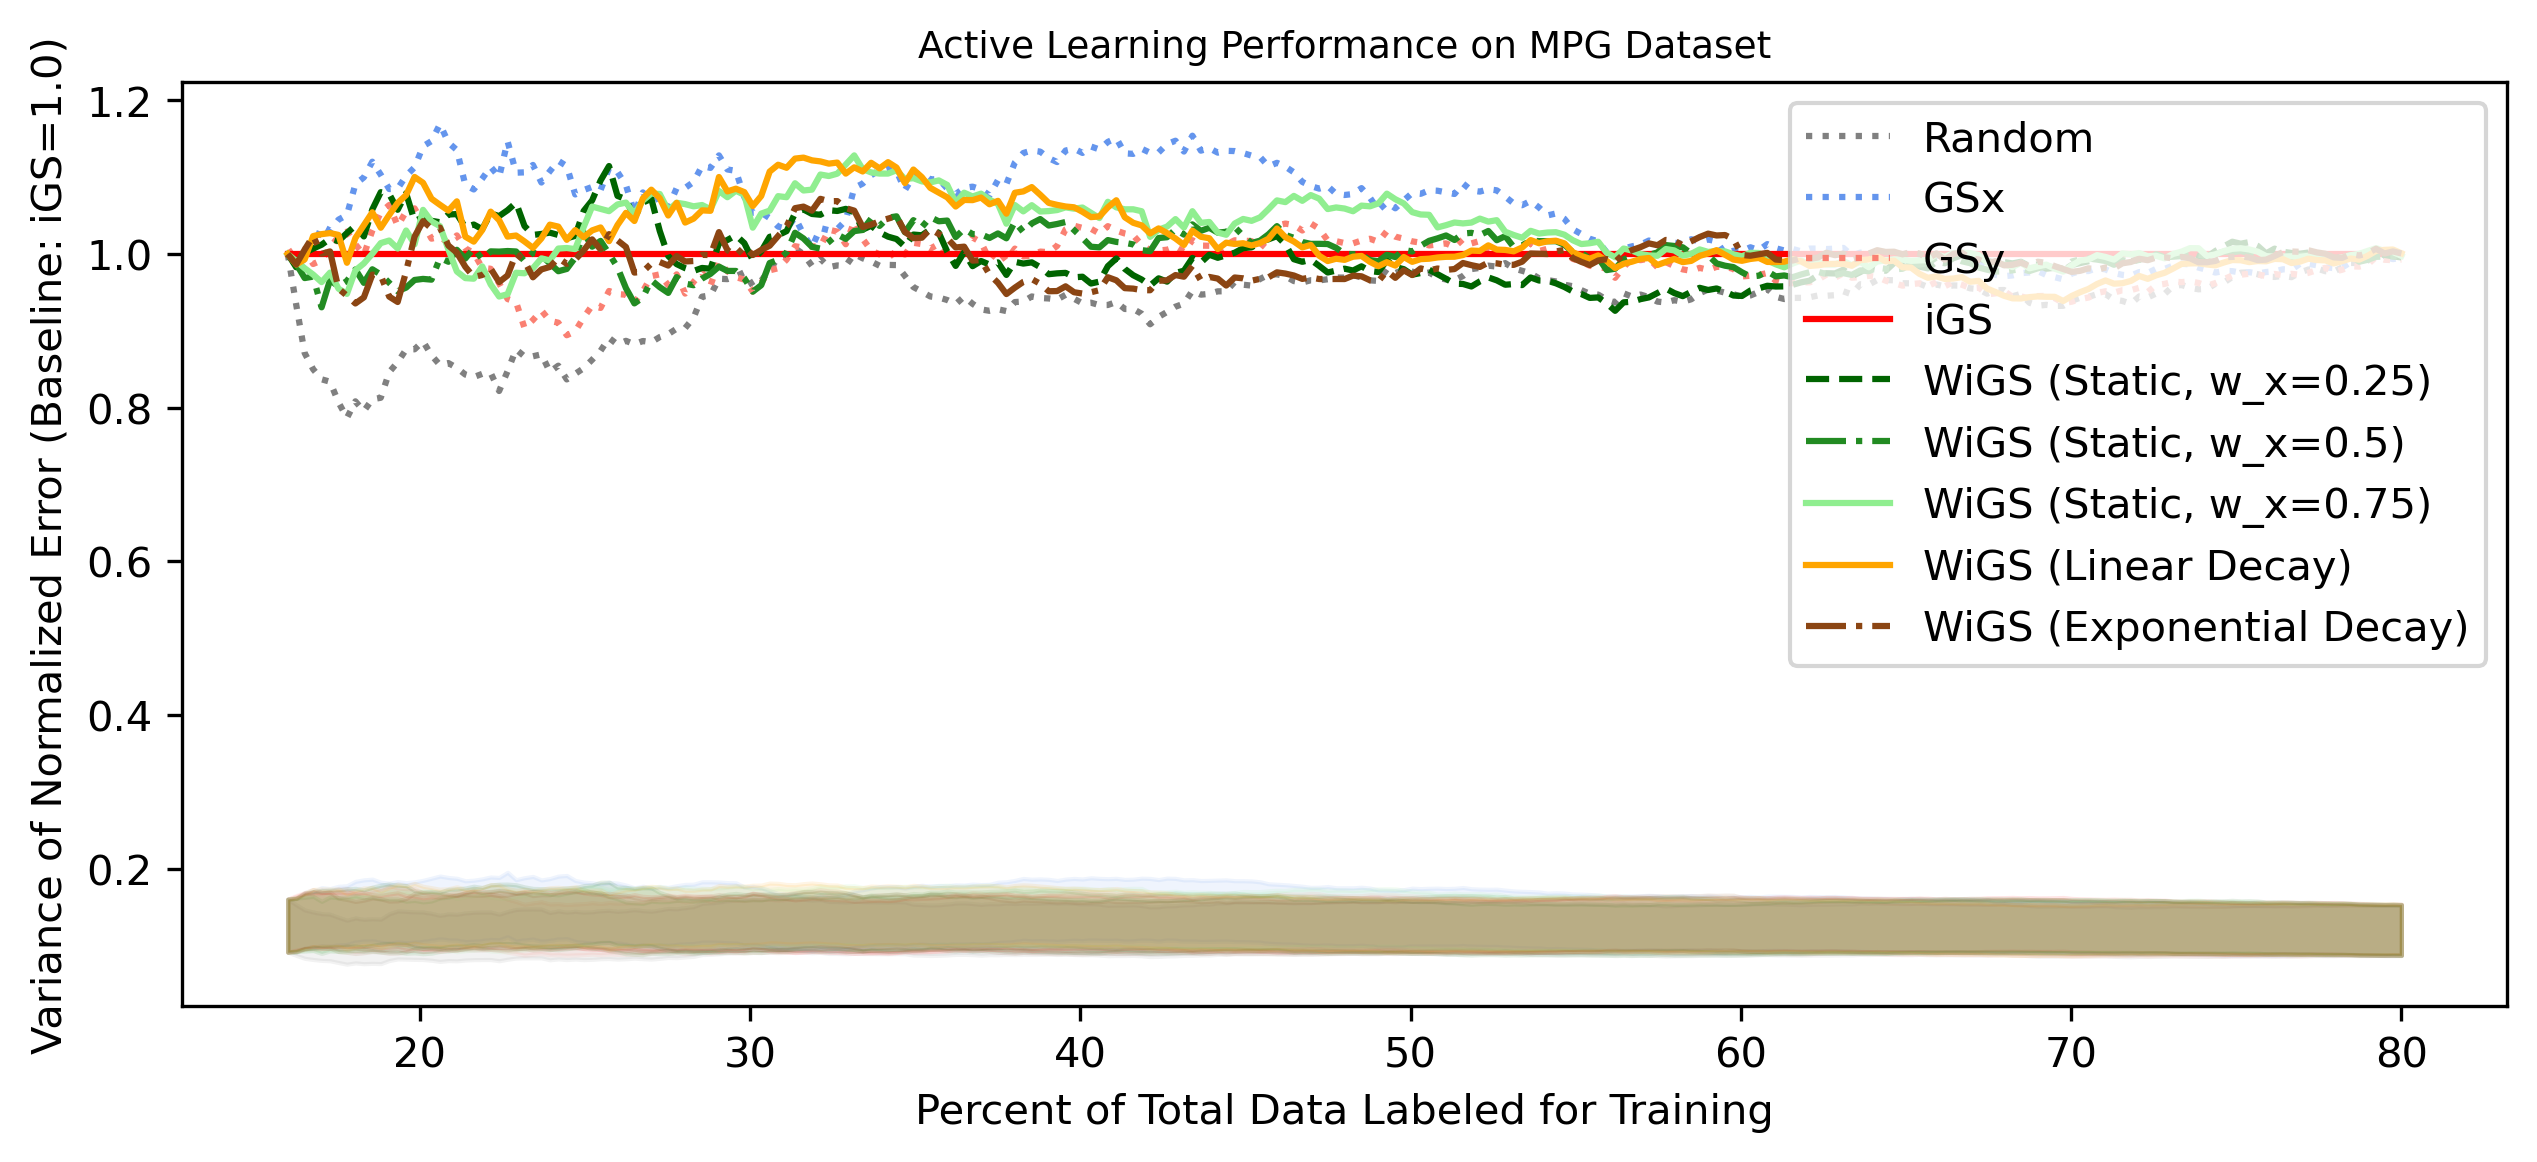 Active Learning Performance on MPG Dataset
Variance of Normalized Error (Baseline: iGS=1.0)
1.2
1.0
0.8
0.6
0.4
0.2
Random
GSx
GSy
iGS
WiGS (Static, w_x=0.25)
WiGS (Static, w_x=0.5)
WiGS (Static, w_x=0.75)
WiGS (Linear Decay)
WiGS (Exponential Decay)
20 30 40 50 60 70 80
Percent of Total Data Labeled for Training